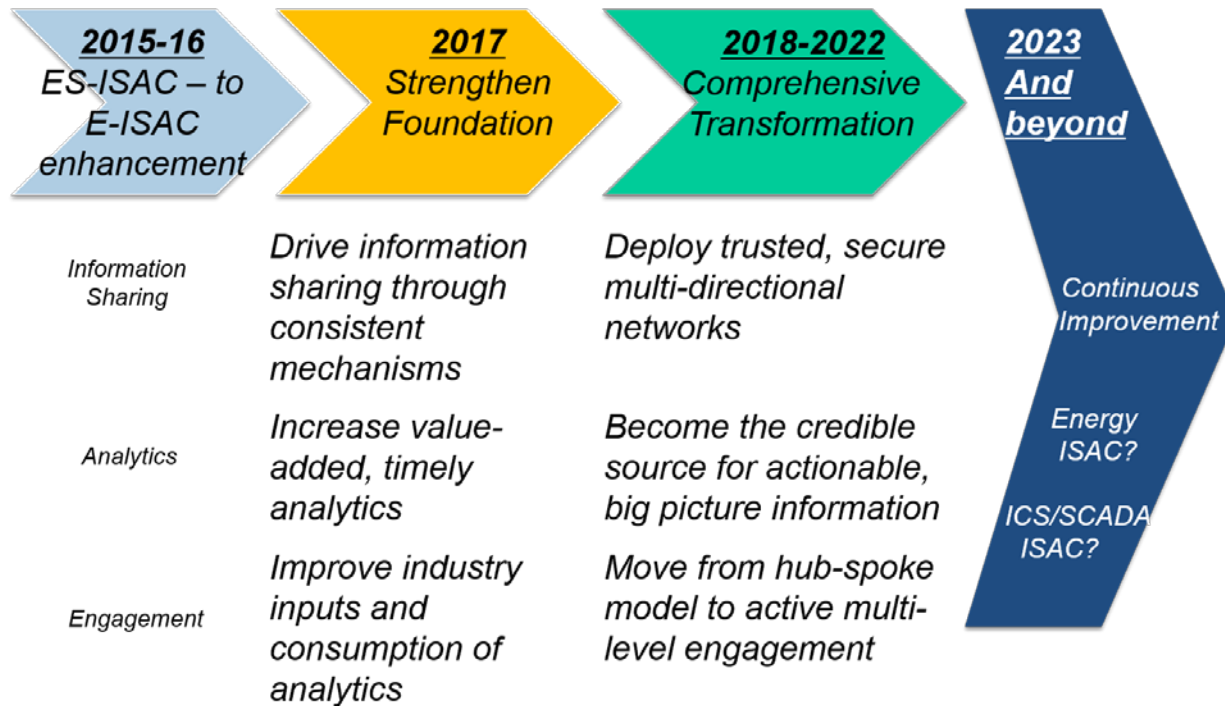 2015-16
ES-ISAC – to
E-ISAC
enhancement
2017
Strengthen
Foundation
2018-2022
Comprehensive
Transformation
2023
And
beyond
Information
Sharing
Drive information
sharing through
consistent
mechanisms
Deploy trusted, secure
multi-directional
networks
Continuous
Improvement
Analytics
Increase value-
added, timely
analytics
Become the credible
source for actionable,
big picture information
Energy
ISAC?
ICS/SCADA
ISAC?
Engagement
Improve industry
inputs and
consumption of
analytics
Move from hub-spoke
model to active multi-
level engagement